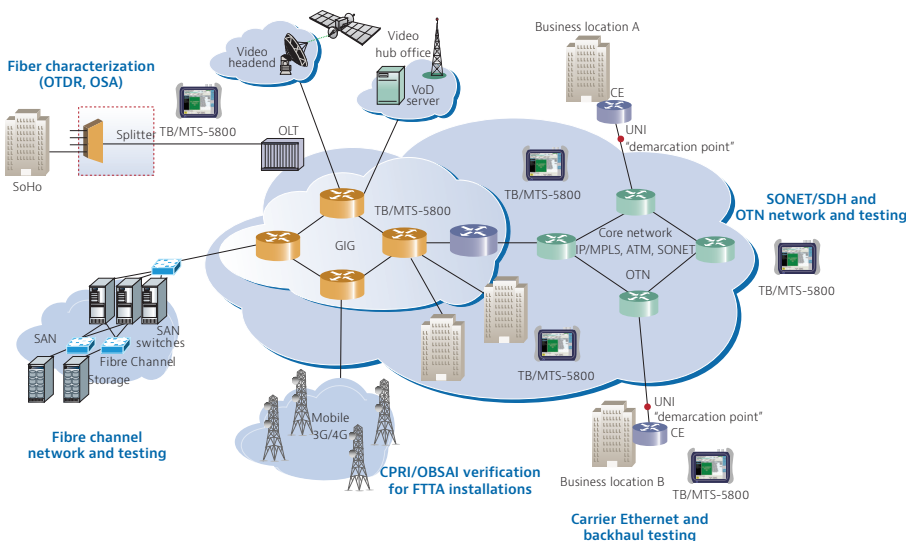 Fiber characterization
(OTDR, OSA)
TB/MTS-5800
Splitter
SoHo
OLT
Video
headend
Video
hub office
VoD
server
Business location A
CE
UNI
"demarcation point"
TB/MTS-5800
SONET/SDH and
OTN network and testing
TB/MTS-5800
TB/MTS-5800
GIG
Core network
IP/MPLS, ATM, SONET
OTN
TB/MTS-5800
SAN
SAN
switches
Fibre Channel
Storage
Fibre channel
network and testing
Mobile
3G/4G
CPRI/OBSAI verification
for FTTA installations
UNI
"demarcation point"
CE
Business location B
TB/MTS-5800
Carrier Ethernet and
backhaul testing